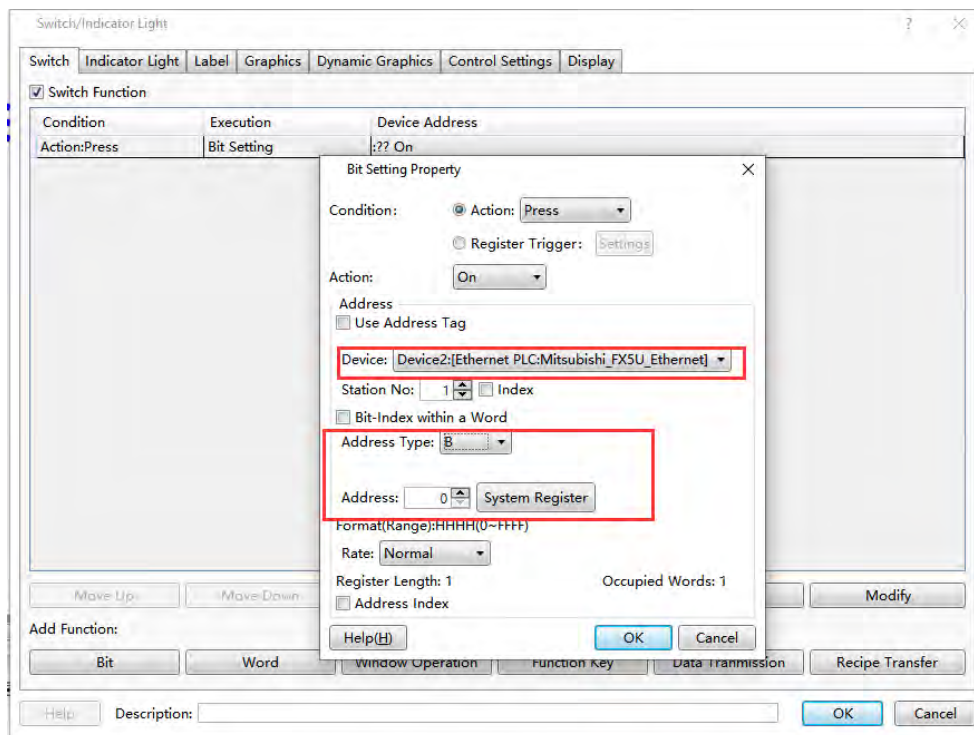 Switch/Indicator Light ?
Switch Indicator Light Label Graphics Dynamic Graphics Control Settings Display
Switch Function
Condition Execution Device Address
Action:Press Bit Setting :?? On
Bit Setting Property
Condition: Action: Press
Register Trigger: Settings
Action: On
Address
Use Address Tag
Device: Device2:[Ethernet PLC:Mitsubishi_FX5U_Ethernet]
Station No: 1 Index
Bit-Index within a Word
Address Type: B
Address: 0 System Register
Format(Range):HHHH(0~FFFF)
Rate: Normal
Register Length: 1 Occupied Words: 1
Address Index
Help(H) OK Cancel
Move Up Move Down Modify
Add Function:
Bit Word Window Operation Function Key Data Tranmission Recipe Transfer
Help Description: OK Cancel